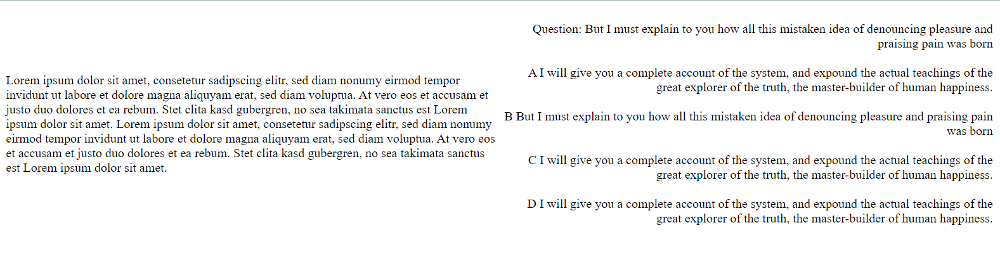 Lorem ipsum dolor sit amet, consetetur sadipscing elitr, sed diam nonumy eirmod tempor
invidunt ut labore et dolore magna aliquyam erat, sed diam voluptua. At vero eos et accusam et
justo duo dolores et ea rebum. Stet clita kasd gubergren, no sea takimata sanctus est Lorem
ipsum dolor sit amet. Lorem ipsum dolor sit amet, consetetur sadipscing elitr, sed diam nonumy
eirmod tempor invidunt ut labore et dolore magna aliquyam erat, sed diam voluptua. At vero eos
et accusam et justo duo dolores et ea rebum. Stet clita kasd gubergren, no sea takimata sanctus
est Lorem ipsum dolor sit amet.
Question: But I must explain to you how all this mistaken idea of denouncing pleasure and
praising pain was born
A I will give you a complete account of the system, and expound the actual teachings of the
great explorer of the truth, the master-builder of human happiness.
B But I must explain to you how all this mistaken idea of denouncing pleasure and praising pain
was born
C I will give you a complete account of the system, and expound the actual teachings of the
great explorer of the truth, the master-builder of human happiness.
D I will give you a complete account of the system, and expound the actual teachings of the
great explorer of the truth, the master-builder of human happiness.